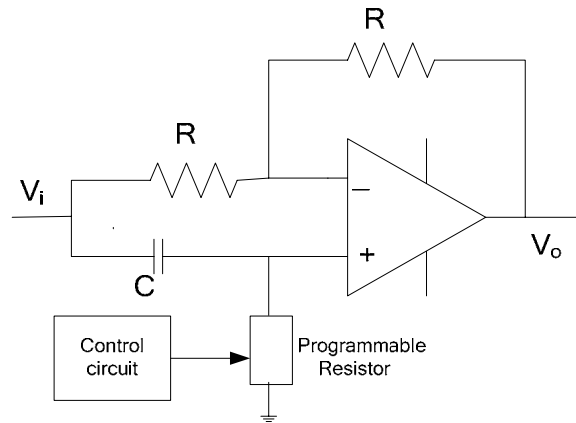 R
R
Vi
−
+
Vo
C
Control
circuit
Programmable
Resistor